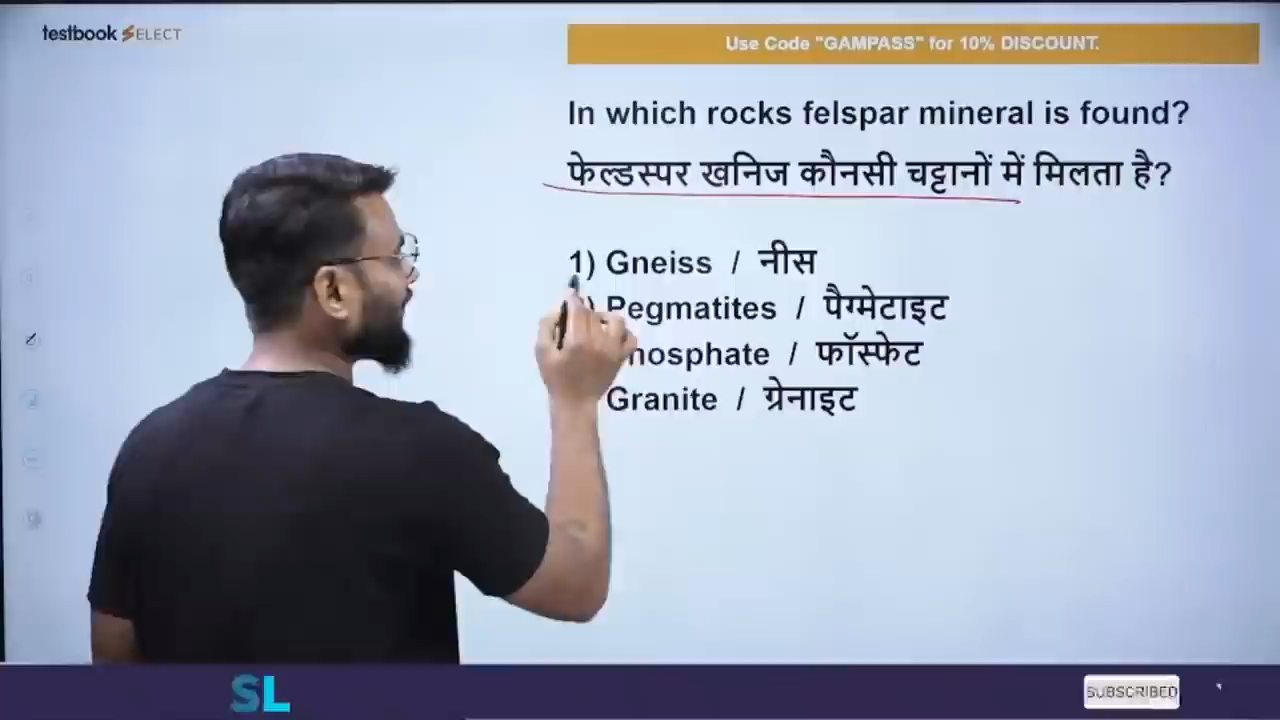 testbook SELECT
Use Code "GAMPASS" for 10% DISCOUNT.
In which rocks felspar mineral is found?
फेल्डस्पर खनिज कौनसी चट्टानों में मिलता है?
1) Gneiss / नीस
Pegmatites / पैग्मेटाइट
/ फॉस्फेट
Granite / ग्रेनाइट
SL
SUBSCRIBED